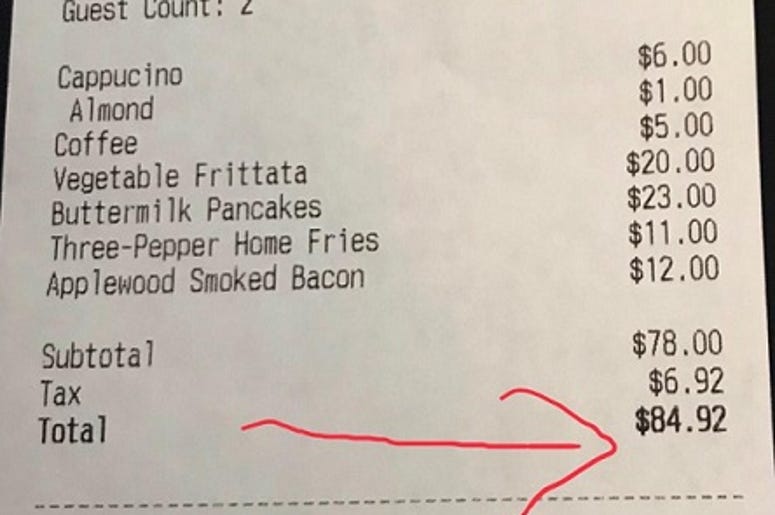 Guest Count: 2
Cappucino $6.00
Almond $1.00
Coffee $5.00
Vegetable Frittata $20.00
Buttermilk Pancakes $23.00
Three-Pepper Home Fries $11.00
Applewood Smoked Bacon $12.00
Subtotal $78.00
Tax $6.92
Total $84.92